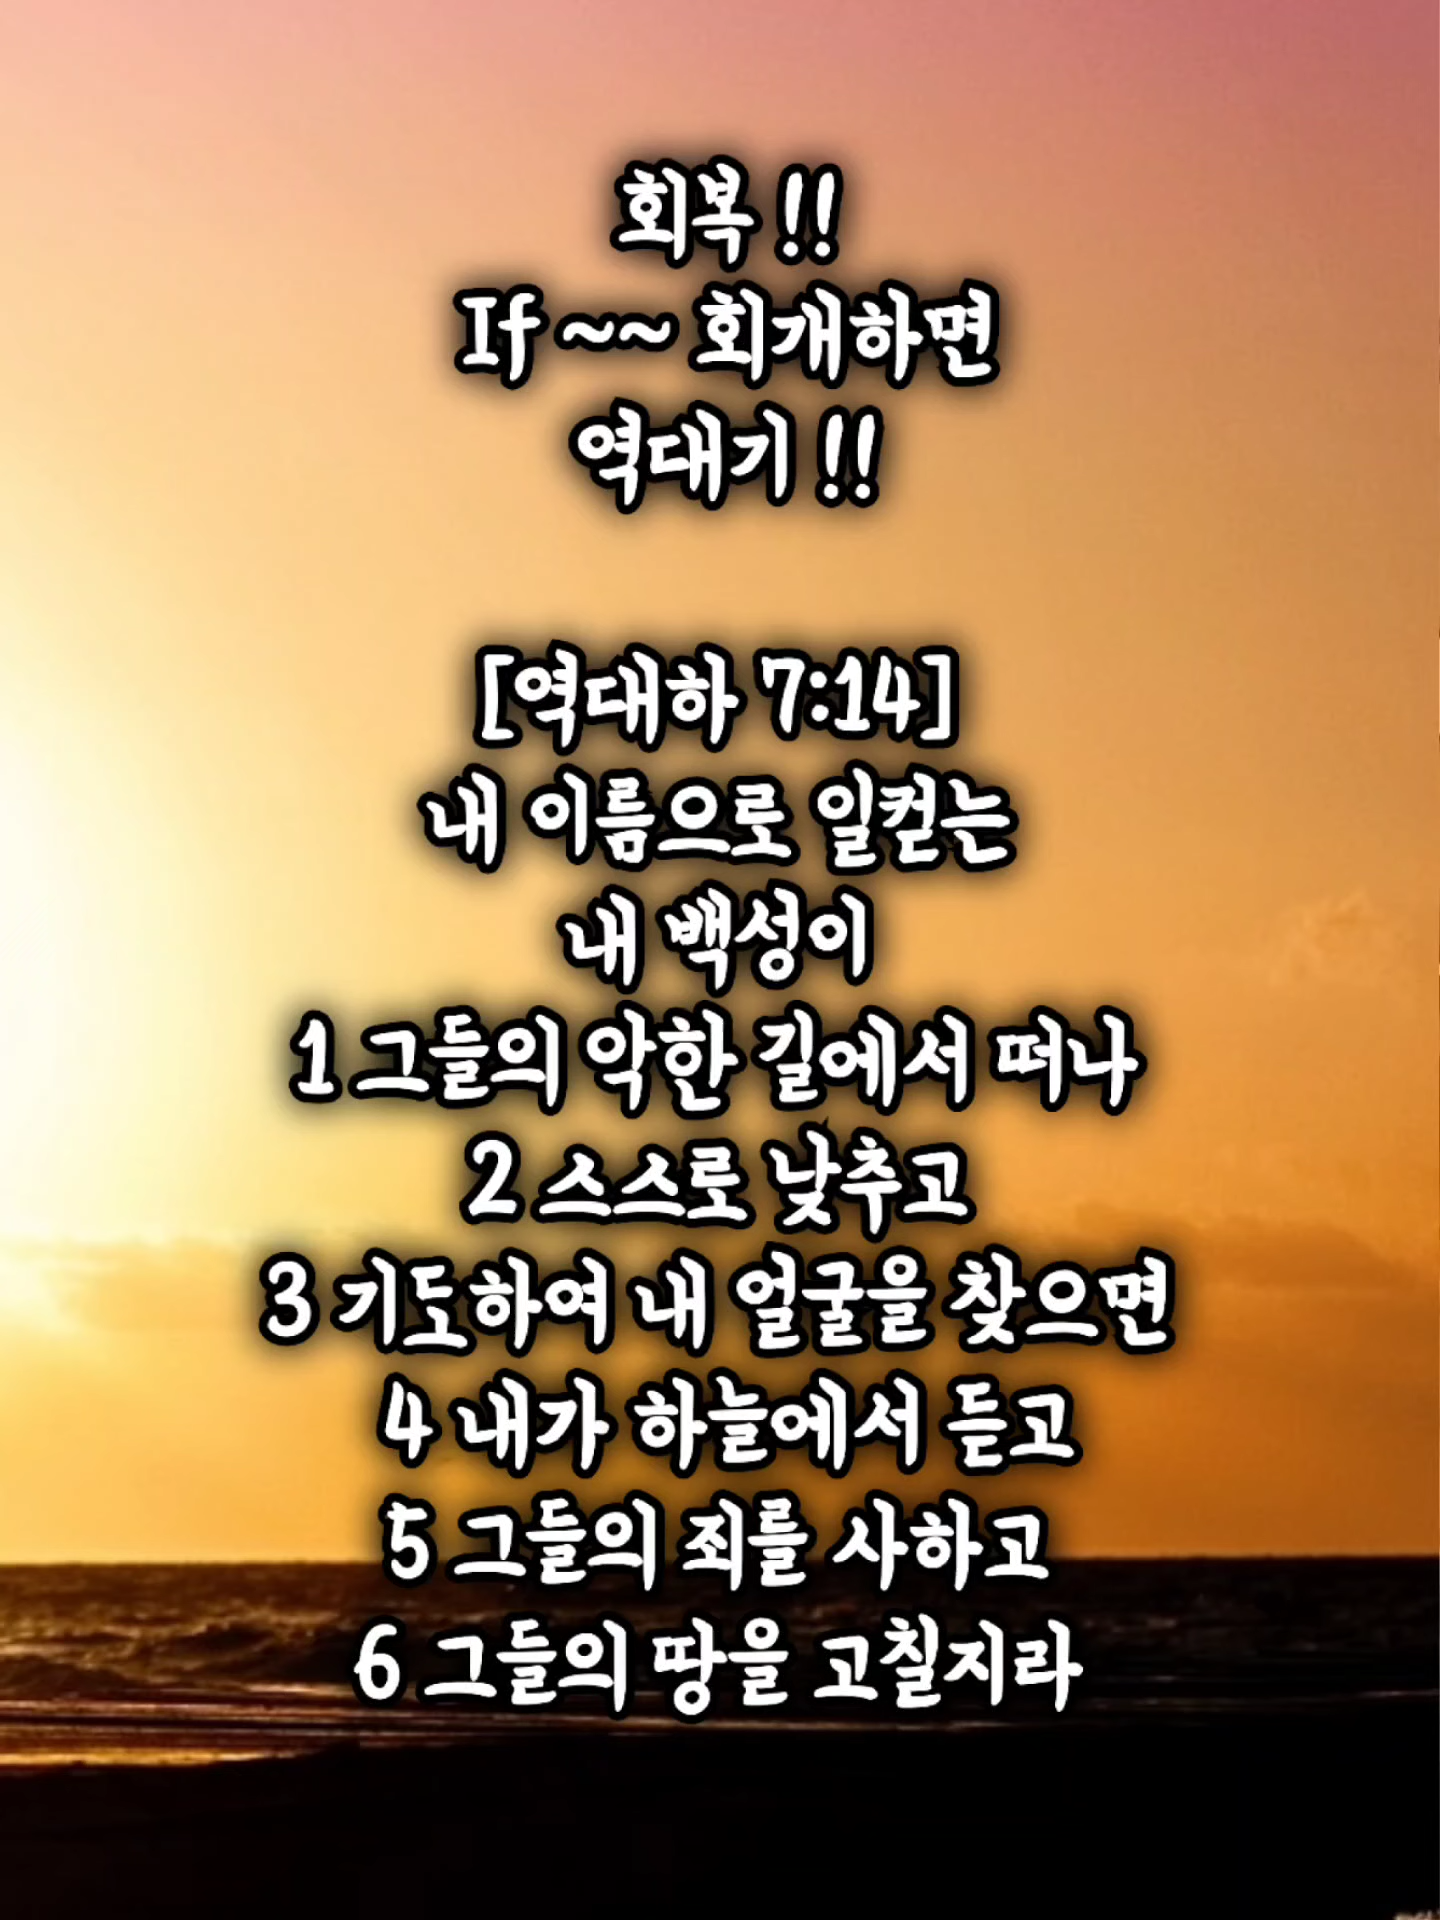 회복 !!
If ~~ 회개하면
역대기 !!
[역대하 7:14]
내 이름으로 일컫는
내 백성이
1 그들의 악한 길에서 떠나
2 스스로 낮추고
3 기도하여 내 얼굴을 찾으면
4 내가 하늘에서 듣고
5 그들의 죄를 사하고
6 그들의 땅을 고칠지라